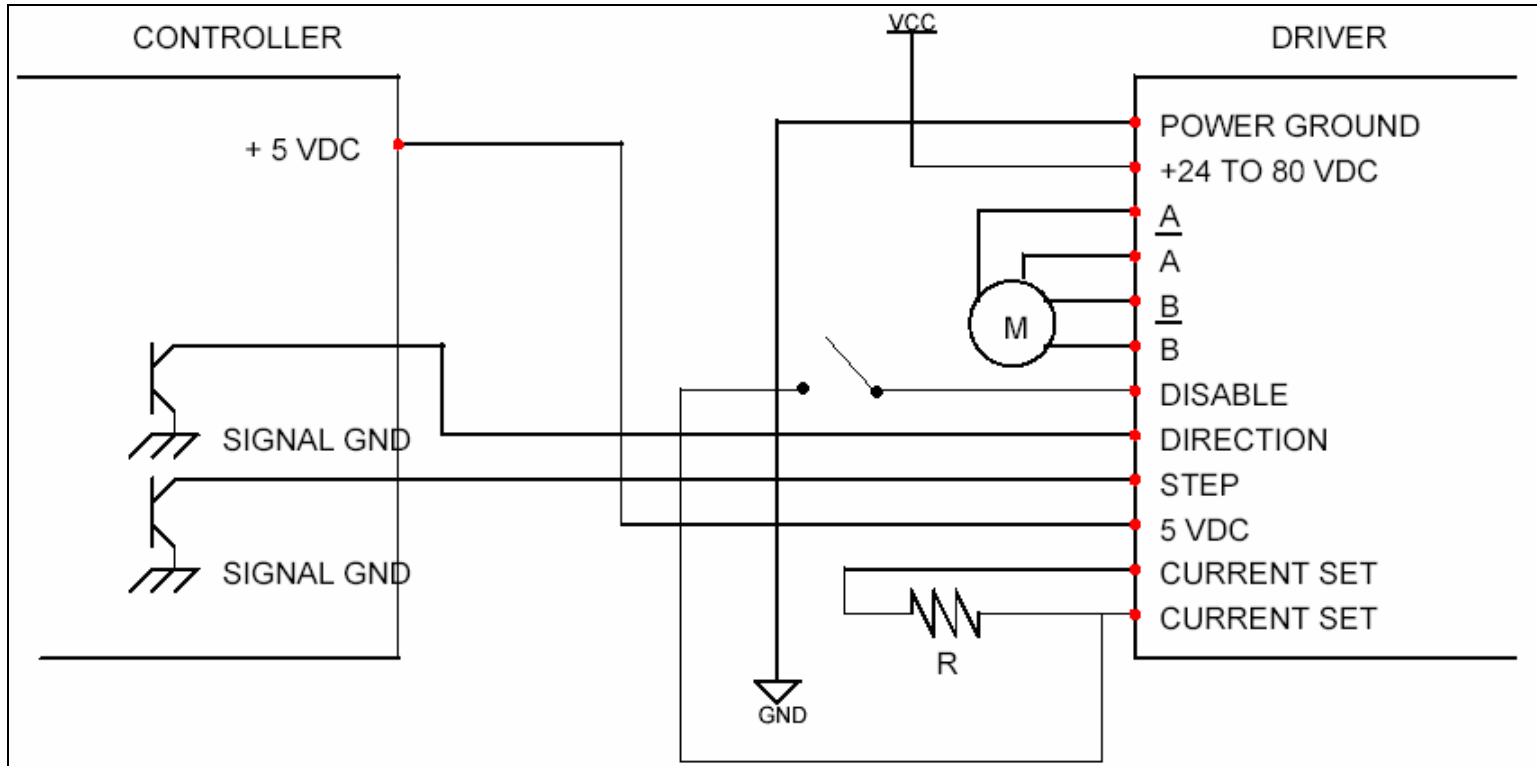 CONTROLLER
VCC
DRIVER
+ 5 VDC
POWER GROUND
+24 TO 80 VDC
A
A
B
M
B
DISABLE
SIGNAL GND
DIRECTION
STEP
5 VDC
SIGNAL GND
CURRENT SET
CURRENT SET
R
GND